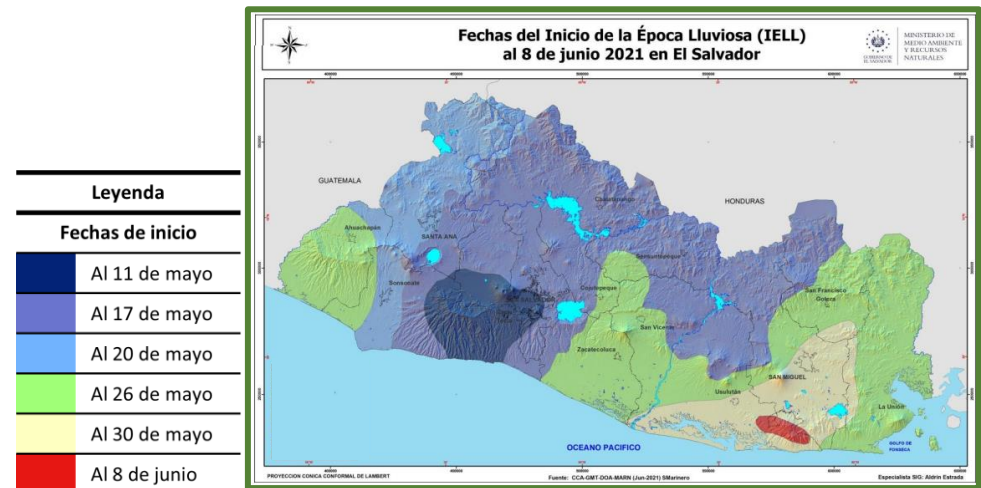 Fechas del Inicio de la Época Lluviosa (IELL)
al 8 de junio 2021 en El Salvador
MINISTERIO DE
MEDIO AMBIENTE
Y RECURSOS
NATURALES
GOBIERNO DE
EL SALVADOR
Leyenda
Fechas de inicio
Al 11 de mayo
Al 17 de mayo
Al 20 de mayo
Al 26 de mayo
Al 30 de mayo
Al 8 de junio
GUATEMALA
HONDURAS
Chalatenango
Ahuachapán
SANTA ANA
Sensuntepeque
Sonsonate
Cojutepeque
San Francisco
Gotera
San Vicente
Zacatecoluca
SAN MIGUEL
Usulután
La Unión
OCEANO PACIFICO
GOLFO DE
FONSECA
PROYECCION CONICA CONFORMAL DE LAMBERT
Fuente: CCA-GMT-DOA-MARN (Jun-2021) SMarinero
Especialista SIG: Aldrin Estrada